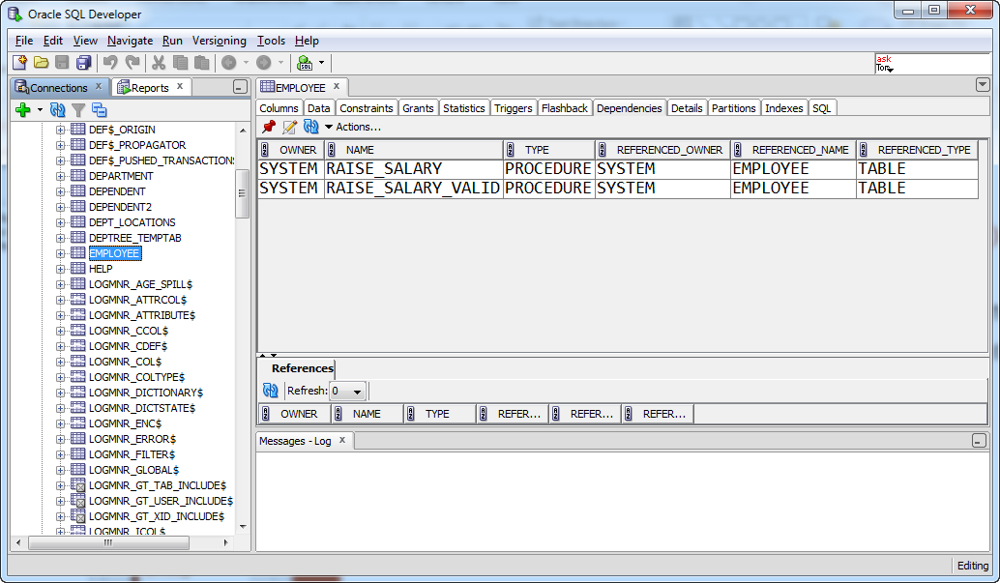 Oracle SQL Developer
File Edit View Navigate Run Versioning Tools Help
SQL
ask
Tom
Connections x Reports x
EMPLOYEE x
Columns Data Constraints Grants Statistics Triggers Flashback Dependencies Details Partitions Indexes SQL
Actions...
OWNER NAME TYPE REFERENCED_OWNER REFERENCED_NAME REFERENCED_TYPE
SYSTEM RAISE_SALARY PROCEDURE SYSTEM EMPLOYEE TABLE
SYSTEM RAISE_SALARY_VALID PROCEDURE SYSTEM EMPLOYEE TABLE
DEF$_ORIGIN
DEF$_PROPAGATOR
DEF$_PUSHED_TRANSACTIONS
DEPARTMENT
DEPENDENT
DEPENDENT2
DEPT_LOCATIONS
DEPTREE_TEMPTAB
EMPLOYEE
HELP
LOGMNR_AGE_SPILL$
LOGMNR_ATTRCOL$
LOGMNR_ATTRIBUTE$
LOGMNR_CCOL$
LOGMNR_CDEF$
LOGMNR_COL$
LOGMNR_COLTYPE$
LOGMNR_DICTIONARY$
LOGMNR_DICTSTATE$
LOGMNR_ENC$
LOGMNR_ERROR$
LOGMNR_FILTER$
LOGMNR_GLOBAL$
LOGMNR_GT_TAB_INCLUDE$
LOGMNR_GT_USER_INCLUDE$
LOGMNR_GT_XID_INCLUDE$
LOGMNR_ICOL$
References
Refresh: 0
OWNER NAME TYPE REFER... REFER... REFER...
Messages - Log x
Editing